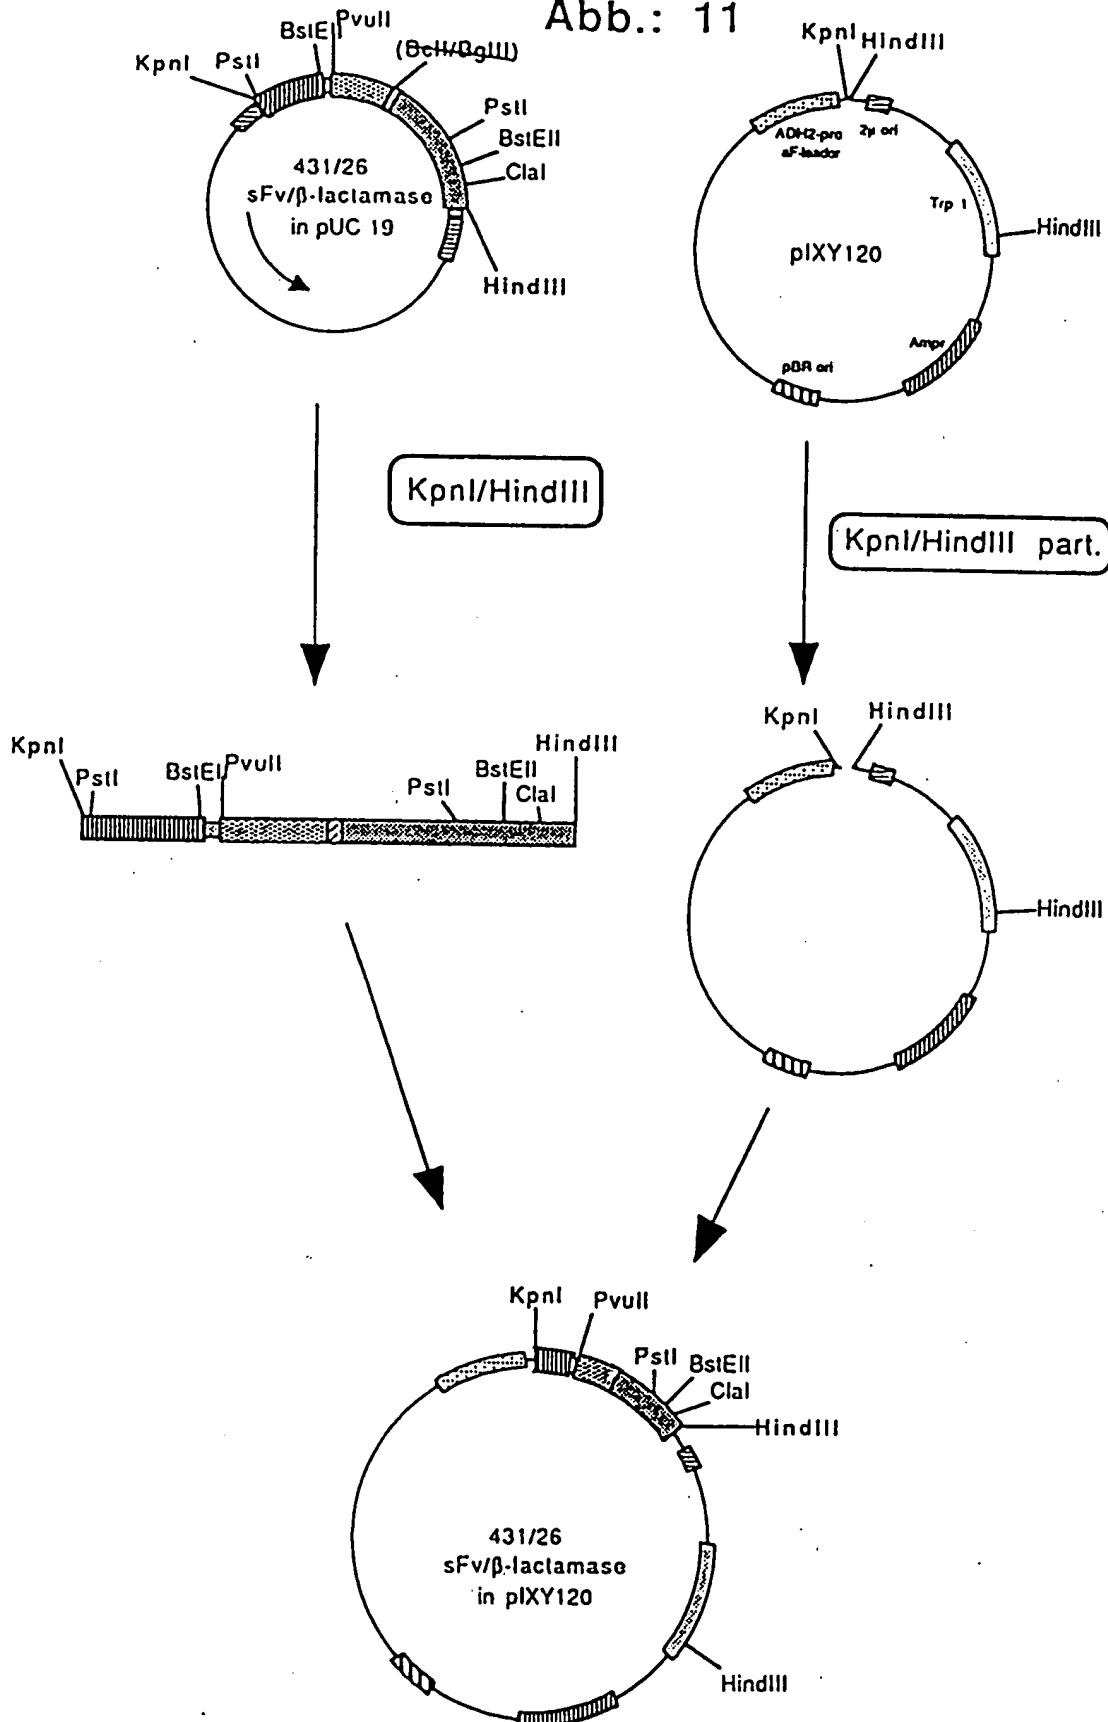 Abb.: 11
KpnI
PstI
BstEII
PvuII
(BclI/BglII)
PstI
BstEII
ClaI
HindIII
431/26
sFv/β-lactamase
in pUC 19
KpnI
HindIII
ADH2-pro
aF-leader
2μ ori
Trp 1
HindIII
pIXY120
Ampr
pBR ori
KpnI/HindIII
KpnI/HindIII part.
KpnI
PstI
BstEII
PvuII
PstI
BstEII
ClaI
HindIII
KpnI
HindIII
HindIII
KpnI
PvuII
PstI
BstEII
ClaI
HindIII
431/26
sFv/β-lactamase
in pIXY120
HindIII